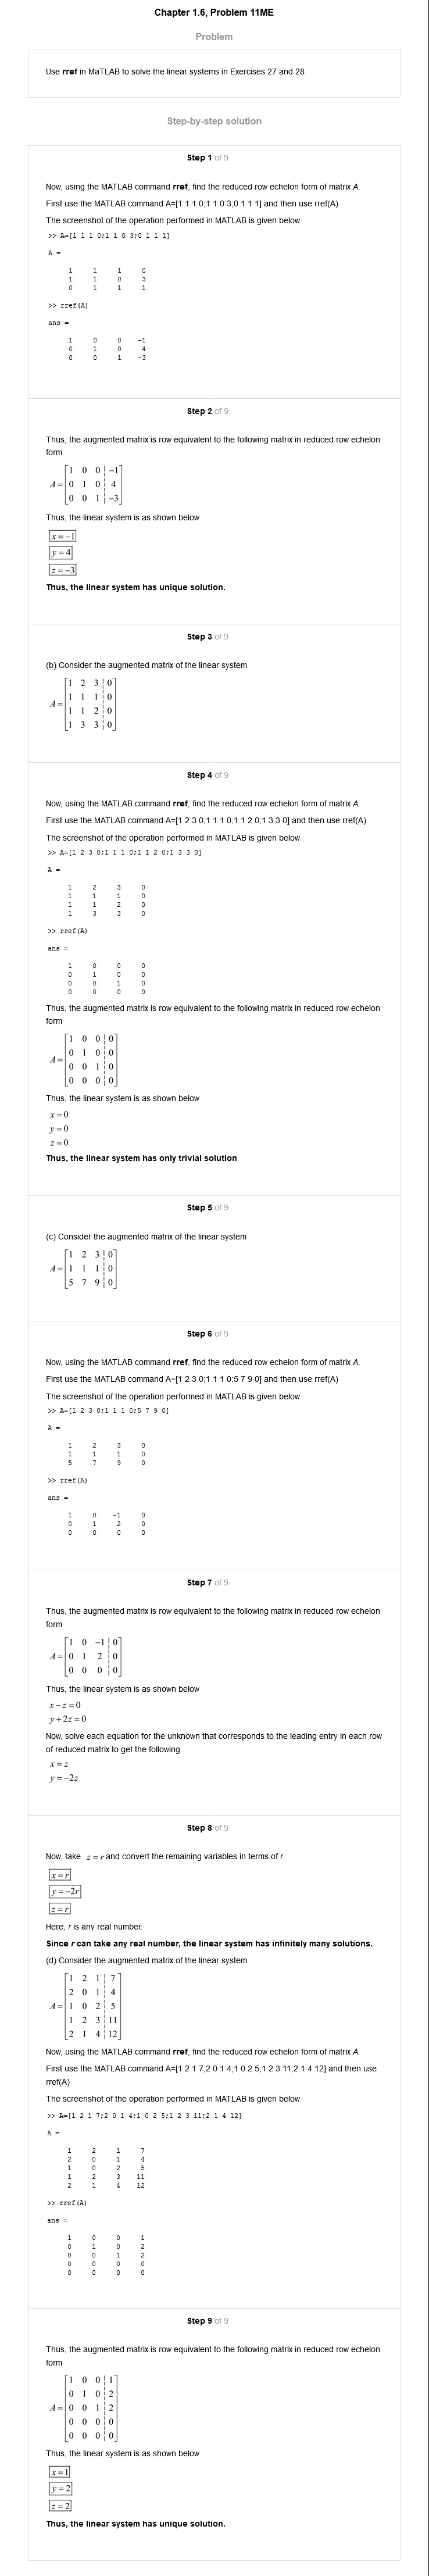 Chapter 1.6, Problem 11ME
Problem
Use rref in MaTLAB to solve the linear systems in Exercises 27 and 28.
Step-by-step solution
Step 1 of 9
Now, using the MATLAB command rref, find the reduced row echelon form of matrix A.
First use the MATLAB command A=[1 1 1 0;1 1 0 3;0 1 1 1] and then use rref(A)
The screenshot of the operation performed in MATLAB is given below
>> A=[1 1 1 0;1 1 0 3;0 1 1 1]
A =
1 1 1 0
1 1 0 3
0 1 1 1
>> rref(A)
ans =
1 0 0 -1
0 1 0 4
0 0 1 -3
Step 2 of 9
Thus, the augmented matrix is row equivalent to the following matrix in reduced row echelon
form
1 0 0 -1
A = 0 1 0 4
0 0 1 -3
Thus, the linear system is as shown below
x = -1
y = 4
z = -3
Thus, the linear system has unique solution.
Step 3 of 9
(b) Consider the augmented matrix of the linear system
1 2 3 0
1 1 1 0
A =
1 1 2 0
1 3 3 0
Step 4 of 9
Now, using the MATLAB command rref, find the reduced row echelon form of matrix A.
First use the MATLAB command A=[1 2 3 0;1 1 1 0;1 1 2 0;1 3 3 0] and then use rref(A)
The screenshot of the operation performed in MATLAB is given below
>> A=[1 2 3 0;1 1 1 0;1 1 2 0;1 3 3 0]
A =
1 2 3 0
1 1 1 0
1 1 2 0
1 3 3 0
>> rref(A)
ans =
1 0 0 0
0 1 0 0
0 0 1 0
0 0 0 0
Thus, the augmented matrix is row equivalent to the following matrix in reduced row echelon
form
1 0 0 0
0 1 0 0
A =
0 0 1 0
0 0 0 0
Thus, the linear system is as shown below
x = 0
y = 0
z = 0
Thus, the linear system has only trivial solution
Step 5 of 9
(c) Consider the augmented matrix of the linear system
1 2 3 0
A = 1 1 1 0
5 7 9 0
Step 6 of 9
Now, using the MATLAB command rref, find the reduced row echelon form of matrix A.
First use the MATLAB command A=[1 2 3 0;1 1 1 0;5 7 9 0] and then use rref(A)
The screenshot of the operation performed in MATLAB is given below
>> A=[1 2 3 0;1 1 1 0;5 7 9 0]
A =
1 2 3 0
1 1 1 0
5 7 9 0
>> rref(A)
ans =
1 0 -1 0
0 1 2 0
0 0 0 0
Step 7 of 9
Thus, the augmented matrix is row equivalent to the following matrix in reduced row echelon
form
1 0 -1 0
A = 0 1 2 0
0 0 0 0
Thus, the linear system is as shown below
x - z = 0
y + 2z = 0
Now, solve each equation for the unknown that corresponds to the leading entry in each row
of reduced matrix to get the following
x = z
y = -2z
Step 8 of 9
Now, take z = r and convert the remaining variables in terms of r
x = r
y = -2r
z = r
Here, r is any real number.
Since r can take any real number, the linear system has infinitely many solutions.
(d) Consider the augmented matrix of the linear system
1 2 1 7
2 0 1 4
A = 1 0 2 5
1 2 3 11
2 1 4 12
Now, using the MATLAB command rref, find the reduced row echelon form of matrix A.
First use the MATLAB command A=[1 2 1 7;2 0 1 4;1 0 2 5;1 2 3 11;2 1 4 12] and then use
rref(A)
The screenshot of the operation performed in MATLAB is given below
>> A=[1 2 1 7;2 0 1 4;1 0 2 5;1 2 3 11;2 1 4 12]
A =
1 2 1 7
2 0 1 4
1 0 2 5
1 2 3 11
2 1 4 12
>> rref(A)
ans =
1 0 0 1
0 1 0 2
0 0 1 2
0 0 0 0
0 0 0 0
Step 9 of 9
Thus, the augmented matrix is row equivalent to the following matrix in reduced row echelon
form
1 0 0 1
0 1 0 2
A = 0 0 1 2
0 0 0 0
0 0 0 0
Thus, the linear system is as shown below
x = 1
y = 2
z = 2
Thus, the linear system has unique solution.